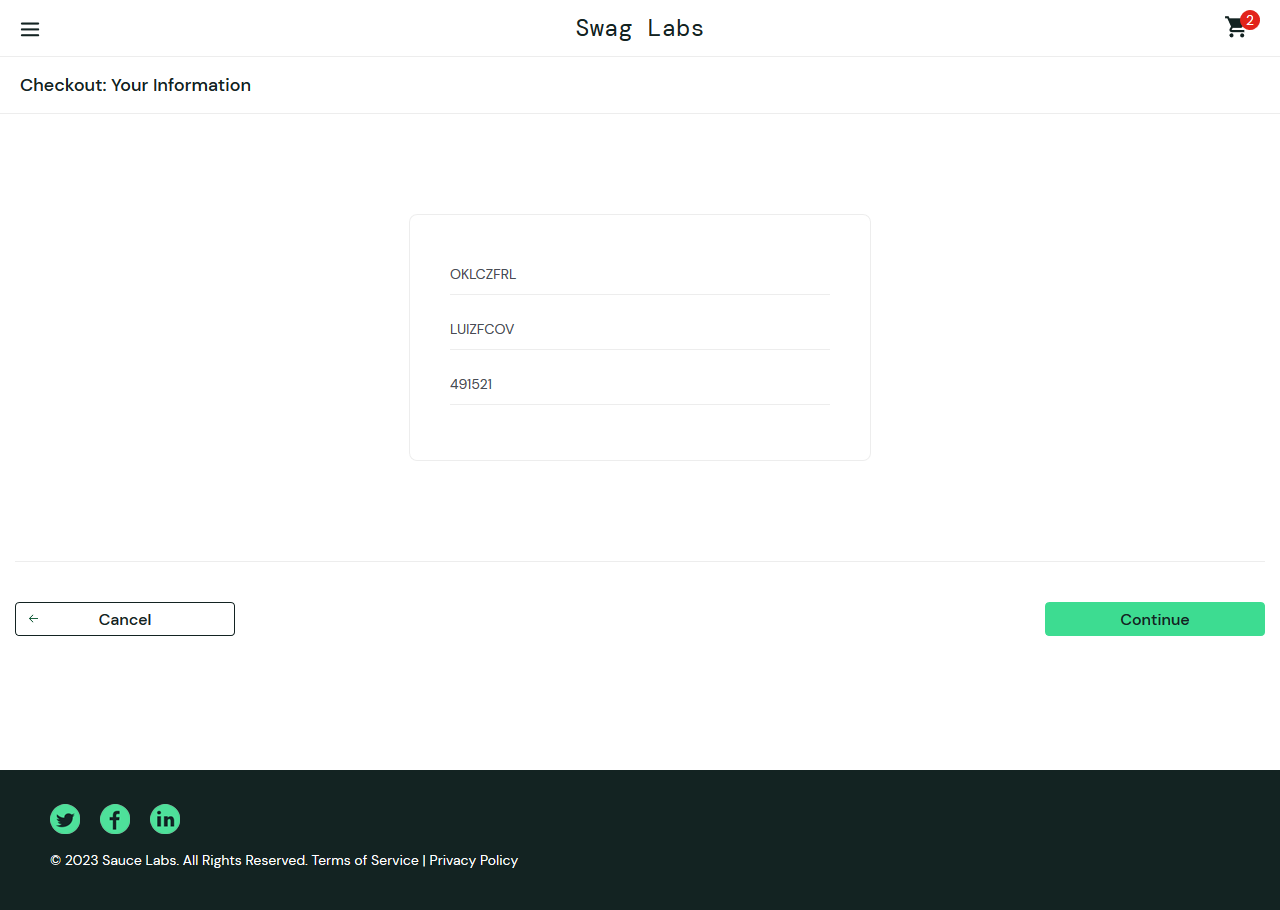 Swag Labs
2
Checkout: Your Information
OKLCZFRL
LUIZFCOV
491521
Cancel
Continue
© 2023 Sauce Labs. All Rights Reserved. Terms of Service | Privacy Policy